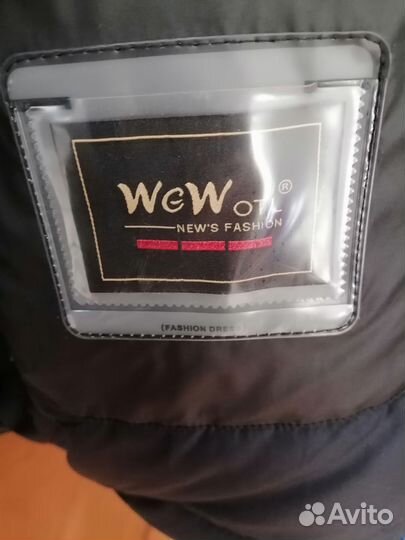 WeW OTL ®
NEW'S FASHION
(FASHION DRESS)
Avito